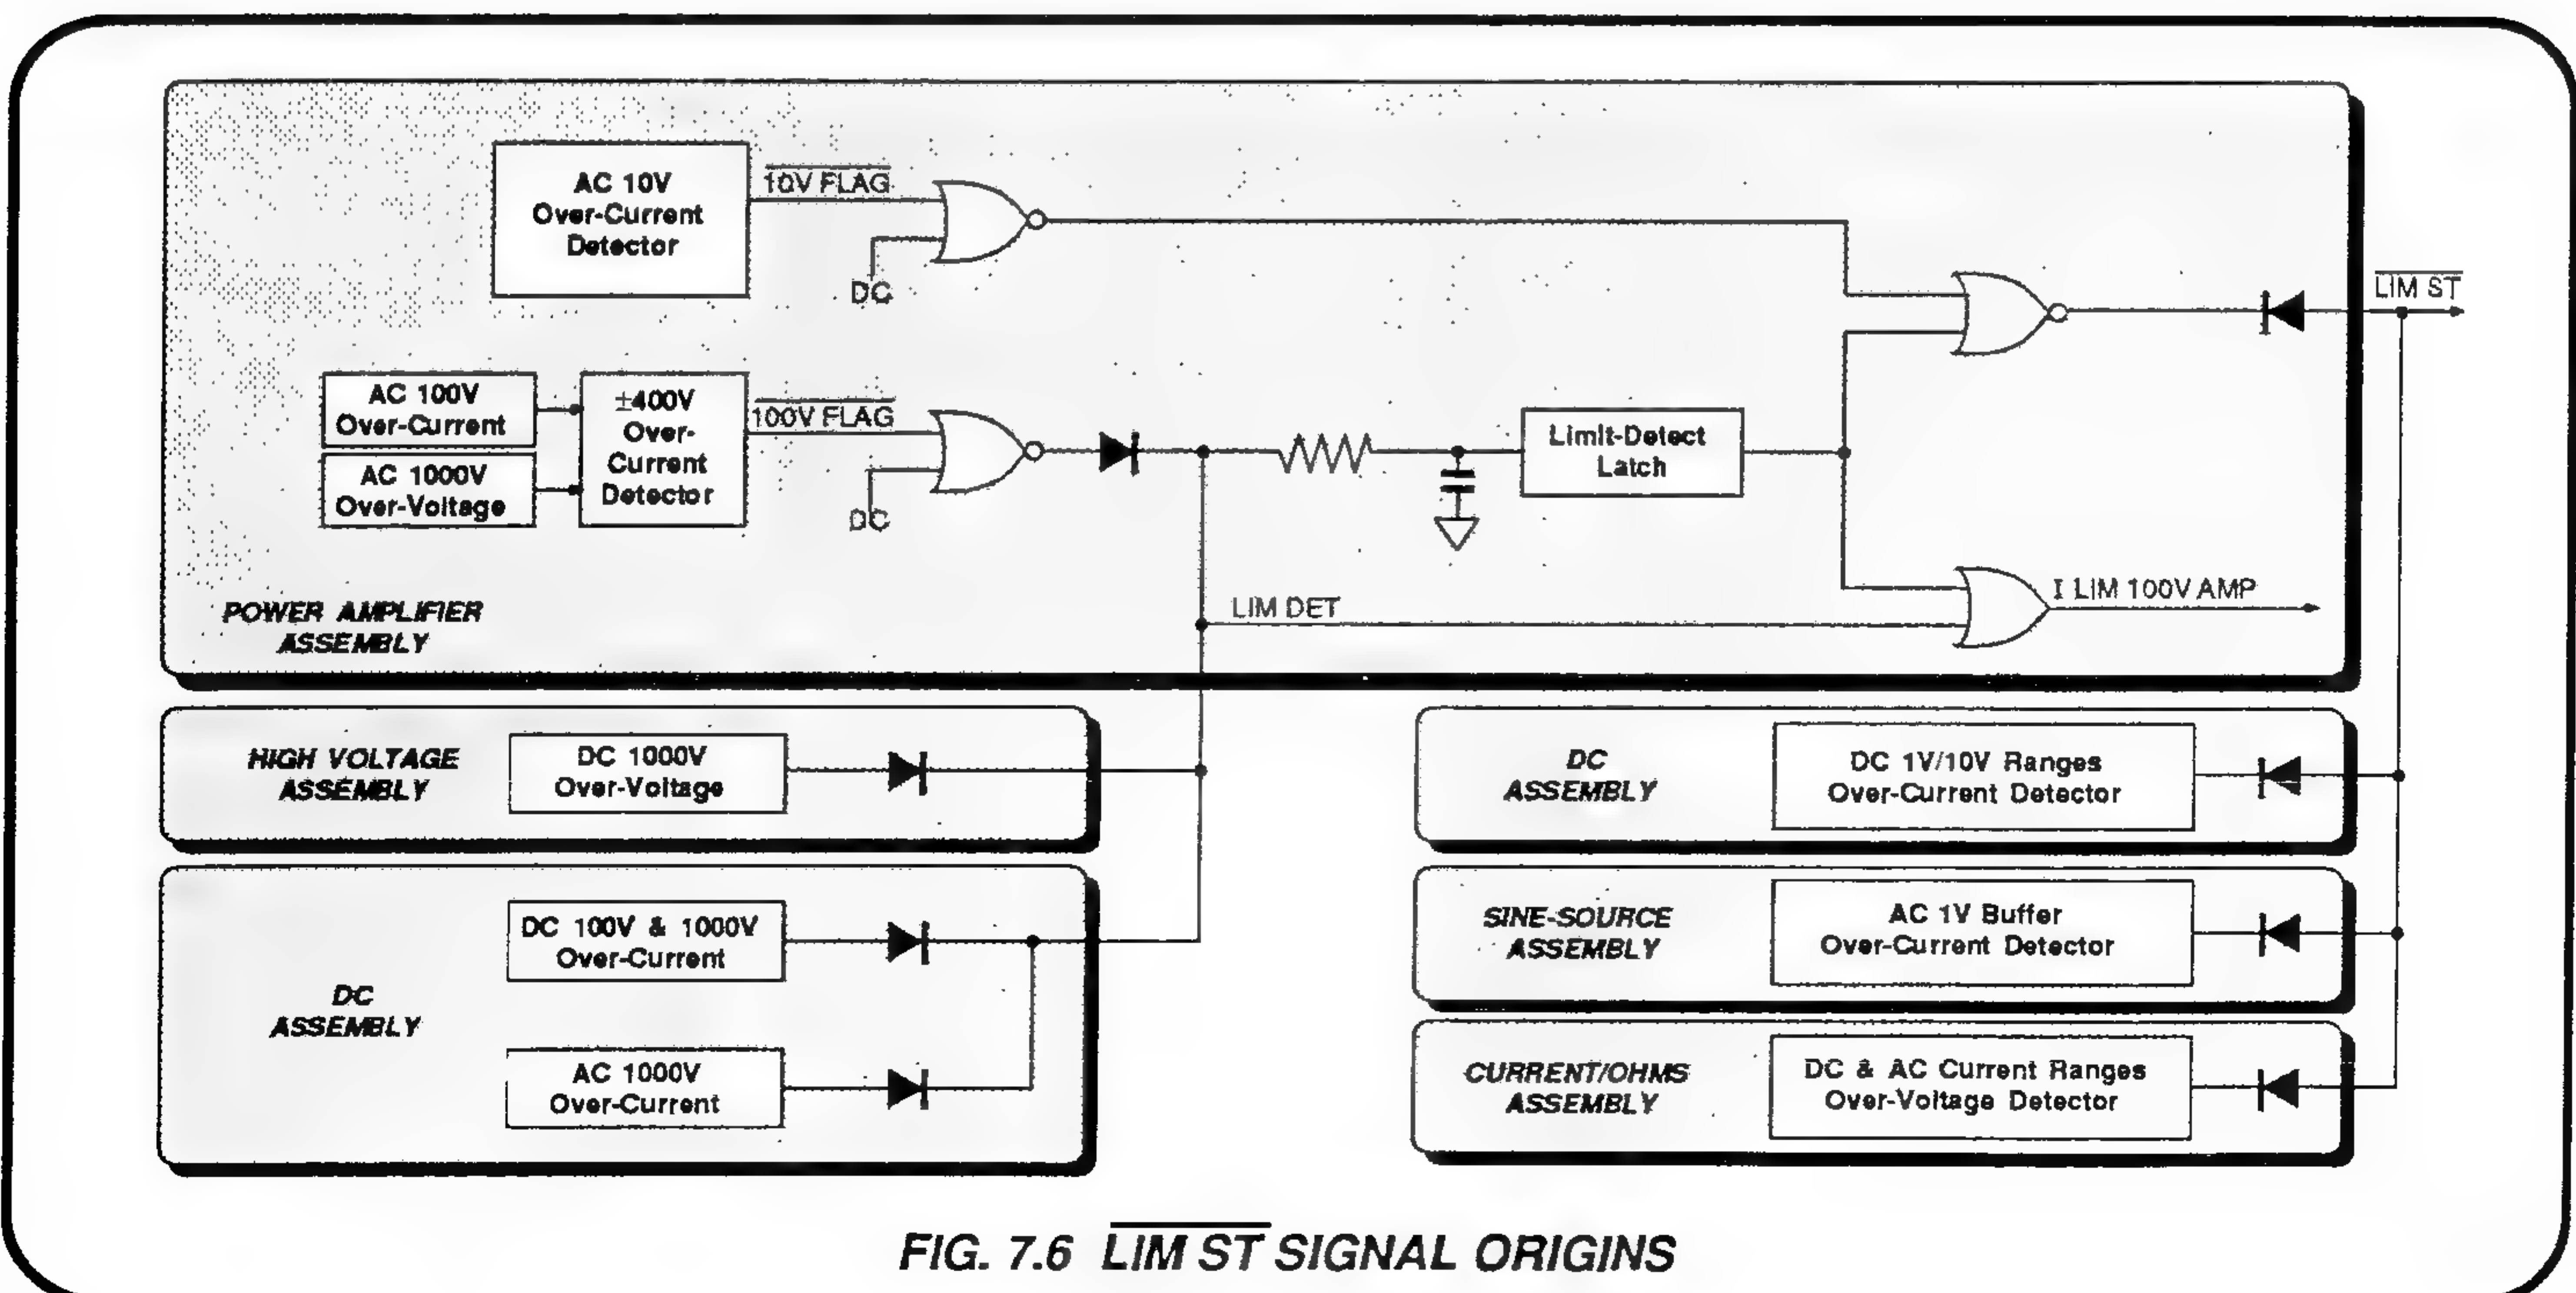 AC 10V
Over-Current
Detector
10V FLAG
DC
LIM ST
AC 100V
Over-Current
AC 1000V
Over-Voltage
±400V
Over-
Current
Detector
100V FLAG
DC
Limit-Detect
Latch
LIM DET
I LIM 100V AMP
POWER AMPLIFIER
ASSEMBLY
HIGH VOLTAGE
ASSEMBLY
DC 1000V
Over-Voltage
DC
ASSEMBLY
DC 1V/10V Ranges
Over-Current Detector
DC
ASSEMBLY
DC 100V & 1000V
Over-Current
AC 1000V
Over-Current
SINE-SOURCE
ASSEMBLY
AC 1V Buffer
Over-Current Detector
CURRENT/OHMS
ASSEMBLY
DC & AC Current Ranges
Over-Voltage Detector
FIG. 7.6 LIM ST SIGNAL ORIGINS